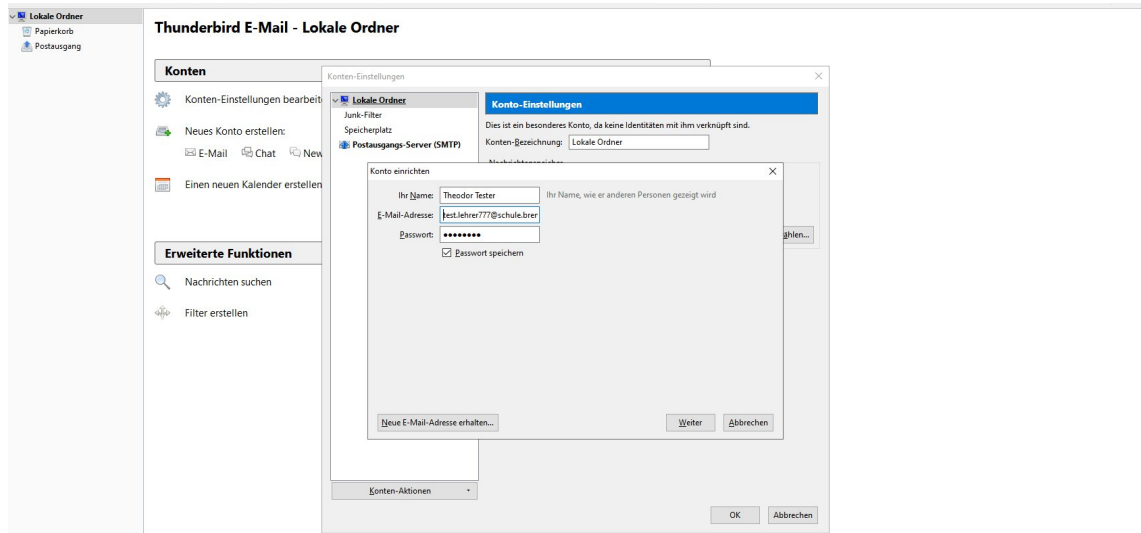 Lokale Ordner
Papierkorb
Postausgang
Thunderbird E-Mail - Lokale Ordner
Konten
Konten-Einstellungen bearbeit
Neues Konto erstellen:
E-Mail Chat New
Einen neuen Kalender erstellen
Erweiterte Funktionen
Nachrichten suchen
Filter erstellen
Konten-Einstellungen
Lokale Ordner
Junk-Filter
Speicherplatz
Postausgangs-Server (SMTP)
Konto-Einstellungen
Dies ist ein besonderes Konto, da keine Identitäten mit ihm verknüpft sind.
Konten-Bezeichnung: Lokale Ordner
Nachrichtenspeicher
ählen...
Konto einrichten
Ihr Name: Theodor Tester Ihr Name, wie er anderen Personen gezeigt wird
E-Mail-Adresse: test.lehrer777@schule.brer
Passwort: ••••••••
Passwort speichern
Neue E-Mail-Adresse erhalten... Weiter Abbrechen
Konten-Aktionen
OK Abbrechen